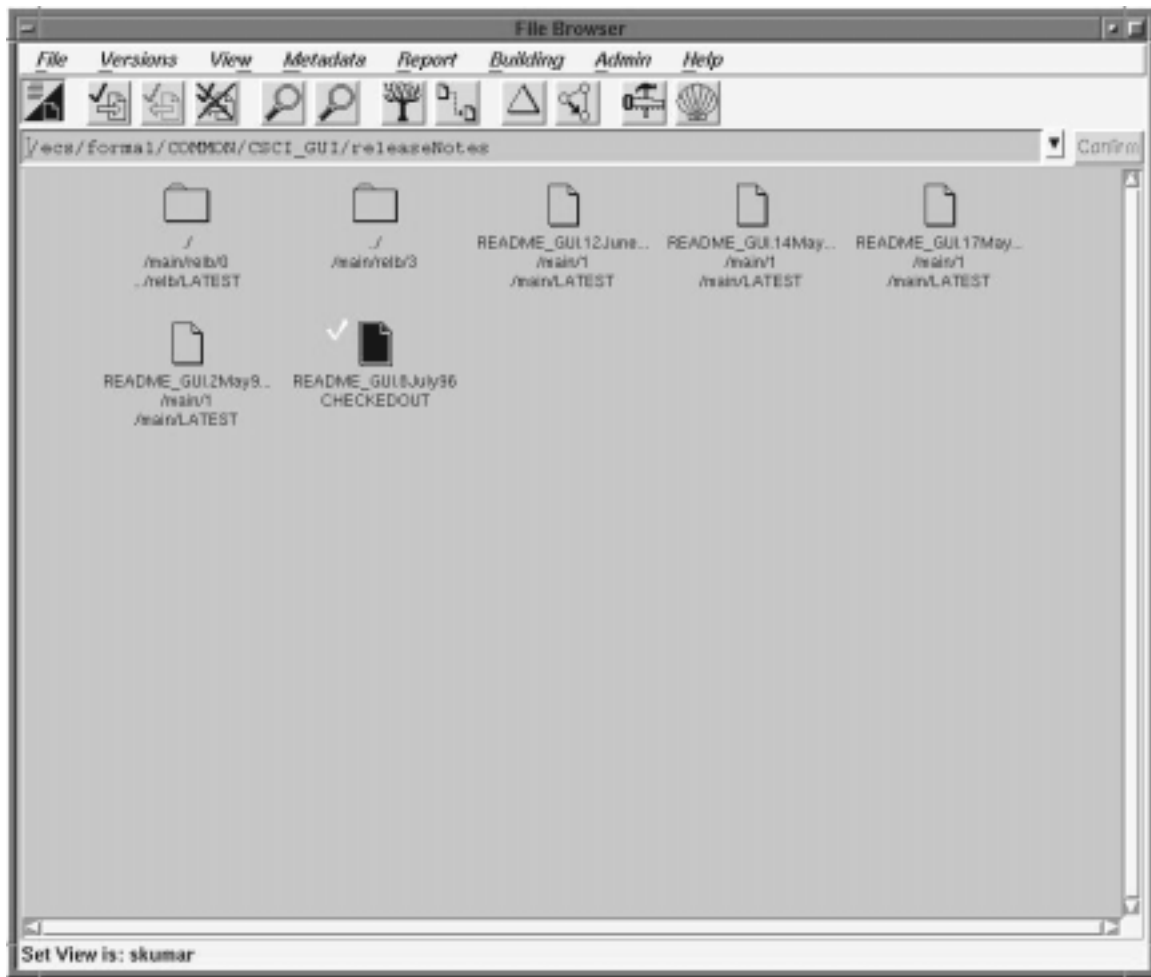 File Browser
File Versions View Metadata Report Building Admin Help
/ecs/formal/COMMON/CSCI_GUI/releaseNotes Confirm
./
/main/relb/0
../relb/LATEST
../
/main/relb/3
README_GUI.12June...
/main/1
/main/LATEST
README_GUI.14May...
/main/1
/main/LATEST
README_GUI.17May...
/main/1
/main/LATEST
README_GUI.2May9...
/main/1
/main/LATEST
README_GUI.8July96
CHECKEDOUT
Set View is: skumar